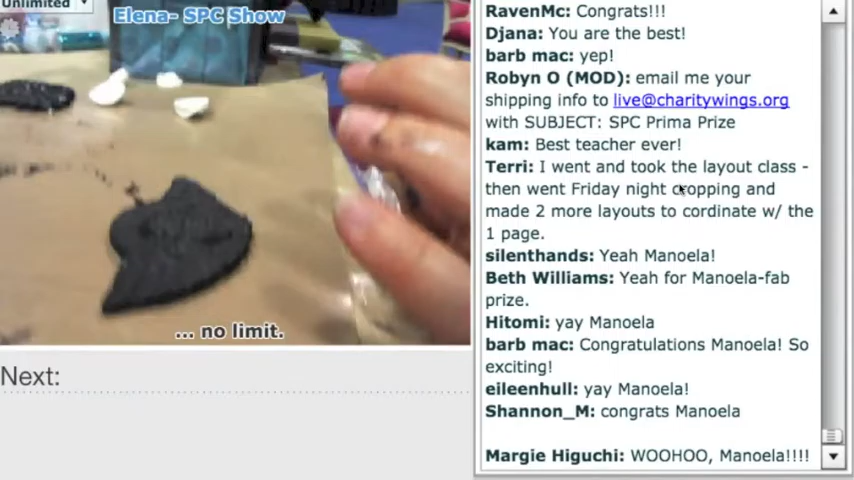 Unlimited
Elena- SPC Show
... no limit.
Next:
RavenMc: Congrats!!!
Djana: You are the best!
barb mac: yep!
Robyn O (MOD): email me your
shipping info to live@charitywings.org
with SUBJECT: SPC Prima Prize
kam: Best teacher ever!
Terri: I went and took the layout class -
then went Friday night cropping and
made 2 more layouts to cordinate w/ the
1 page.
silenthands: Yeah Manoela!
Beth Williams: Yeah for Manoela-fab
prize.
Hitomi: yay Manoela
barb mac: Congratulations Manoela! So
exciting!
eileenhull: yay Manoela!
Shannon_M: congrats Manoela
Margie Higuchi: WOOHOO, Manoela!!!!